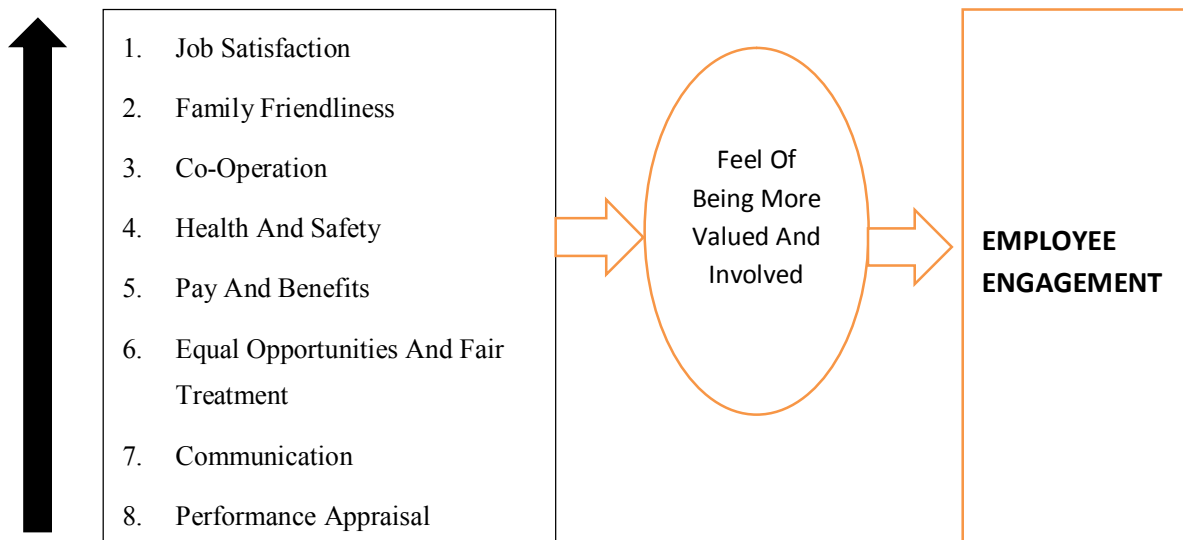 1. Job Satisfaction
2. Family Friendliness
3. Co-Operation
4. Health And Safety
5. Pay And Benefits
6. Equal Opportunities And Fair
Treatment
7. Communication
8. Performance Appraisal
Feel Of
Being More
Valued And
Involved
EMPLOYEE
ENGAGEMENT